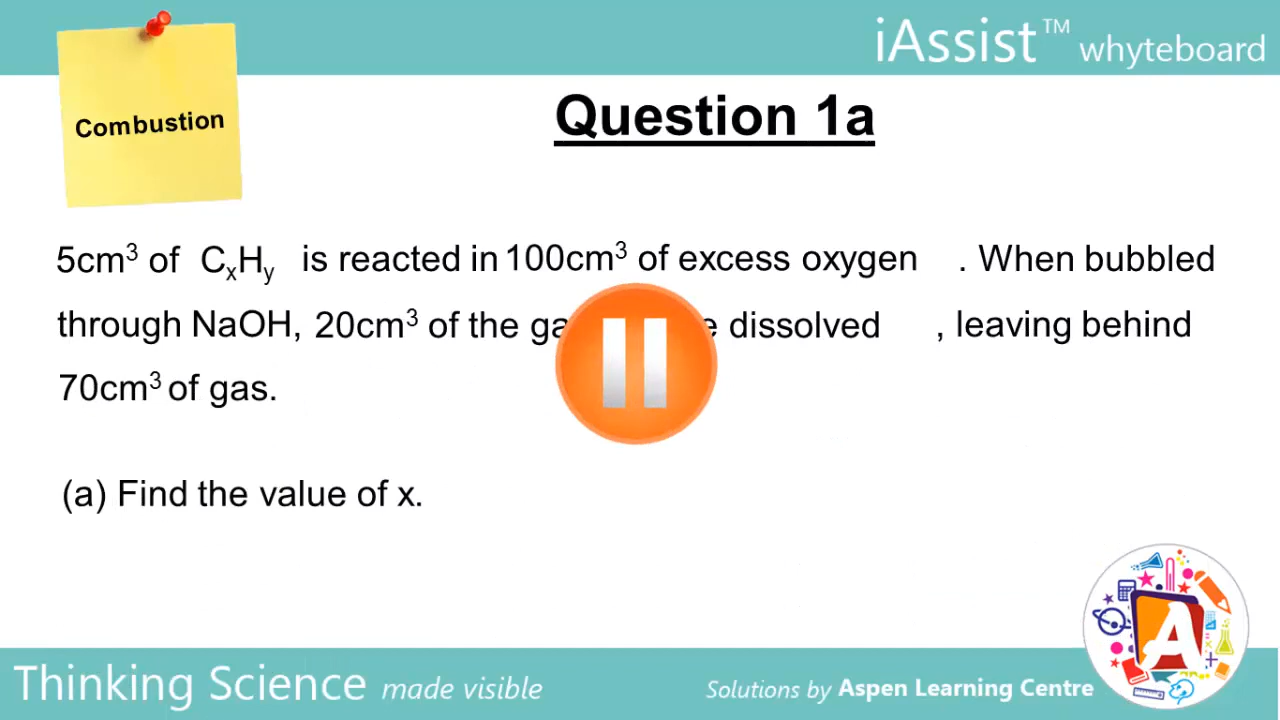 iAssist™ whyteboard
Combustion
Question 1a
5cm³ of CₓHᵧ is reacted in 100cm³ of excess oxygen . When bubbled
through NaOH, 20cm³ of the dissolved , leaving behind
70cm³ of gas.
(a) Find the value of x.
A
Thinking Science made visible
Solutions by Aspen Learning Centre